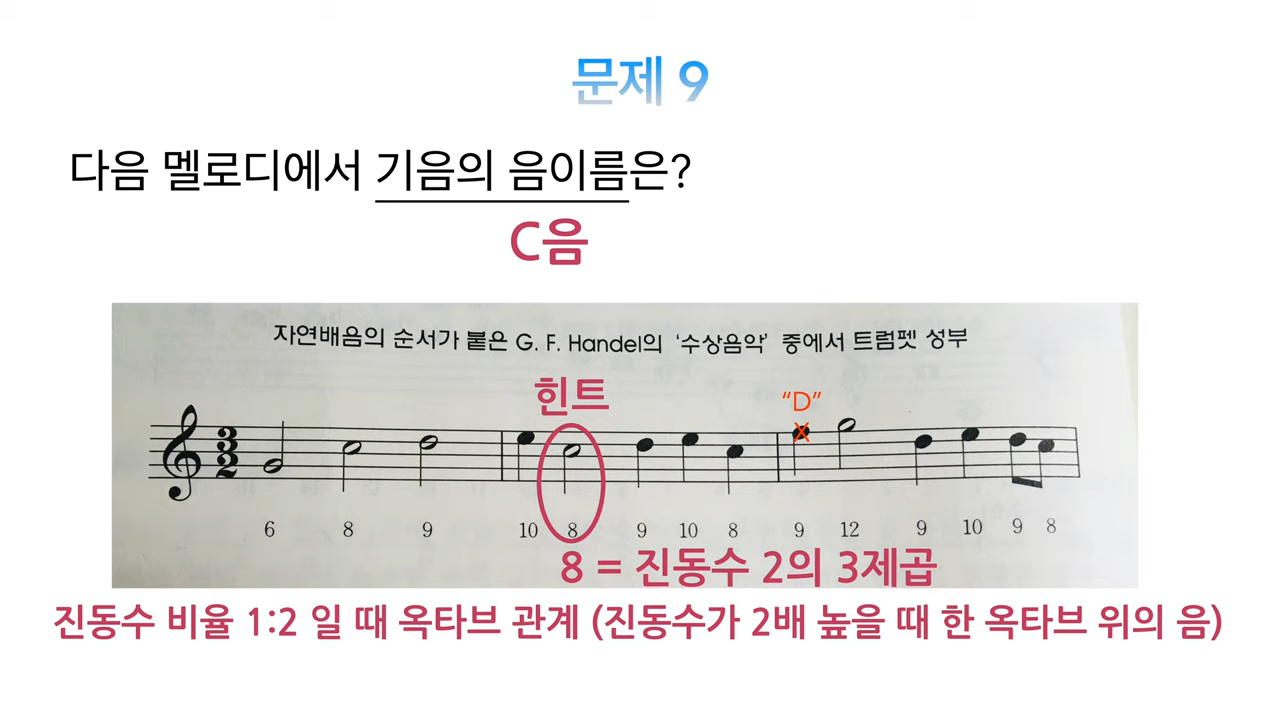 문제 9
다음 멜로디에서 기음의 음이름은?
C음
자연배음의 순서가 붙은 G. F. Handel의 ‘수상음악’ 중에서 트럼펫 성부
힌트
“D”
X
3
2
6 8 9 10 8 9 10 8 9 12 9 10 9 8
8 = 진동수 2의 3제곱
진동수 비율 1:2 일 때 옥타브 관계 (진동수가 2배 높을 때 한 옥타브 위의 음)